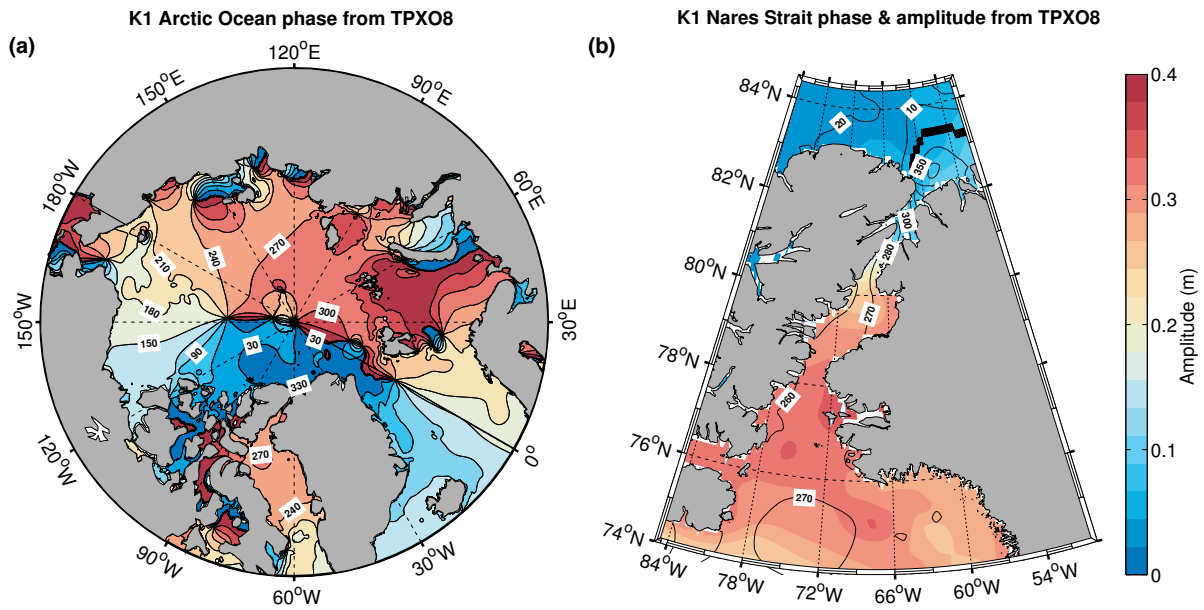 K1 Arctic Ocean phase from TPXO8
K1 Nares Strait phase & amplitude from TPXO8
(a)
(b)
120°E
150°E
90°E
180°W
60°E
150°W
30°E
120°W
0°
90°W
30°W
60°W
270
240
210
180
300
150
90
30
30
330
270
240
84°N
82°N
80°N
78°N
76°N
74°N
84°W
78°W
72°W
66°W
60°W
54°W
10
20
350
300
260
270
260
270
0.4
0.3
0.2
0.1
0
Amplitude (m)